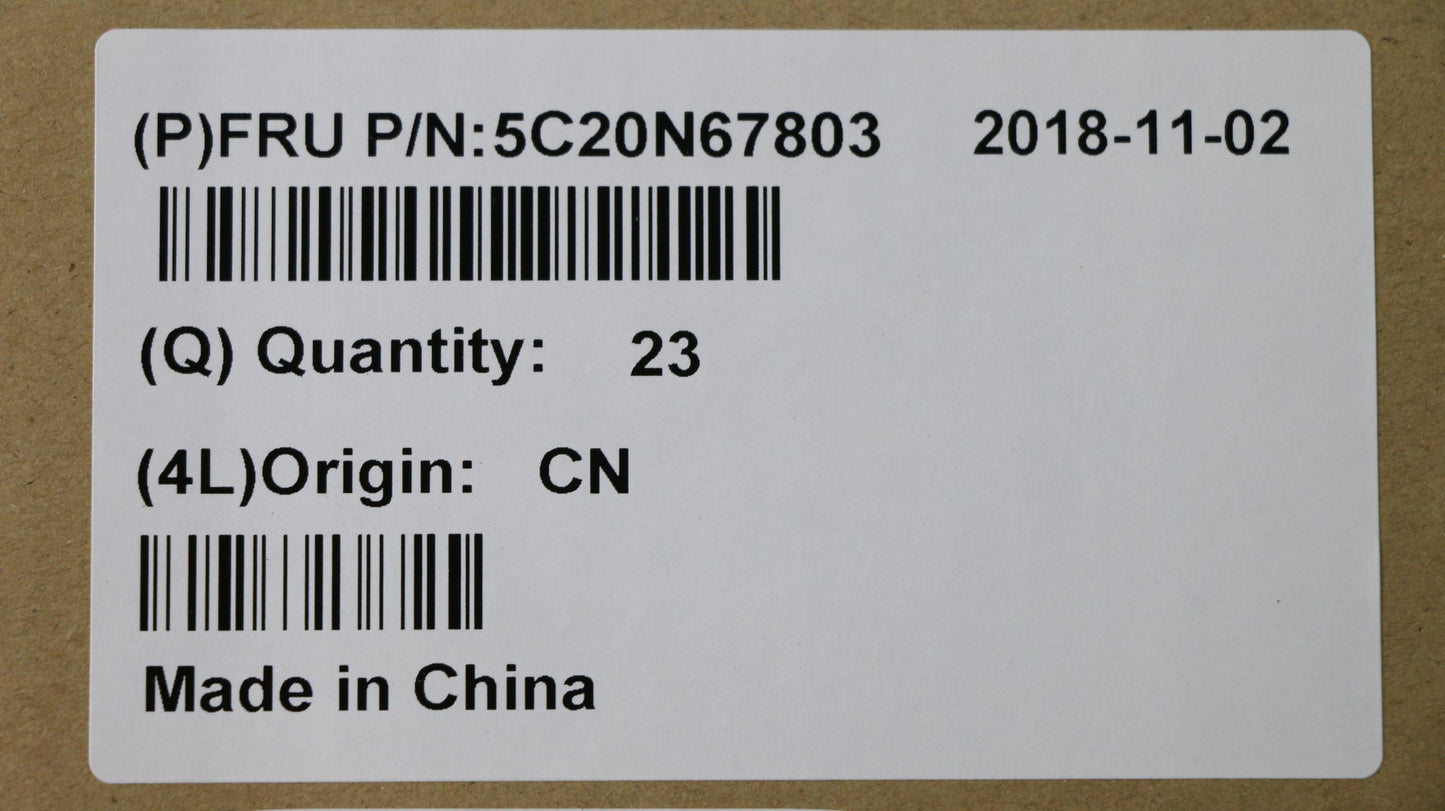 (P)FRU P/N:5C20N67803 2018-11-02
(Q) Quantity: 23
(4L)Origin: CN
Made in China